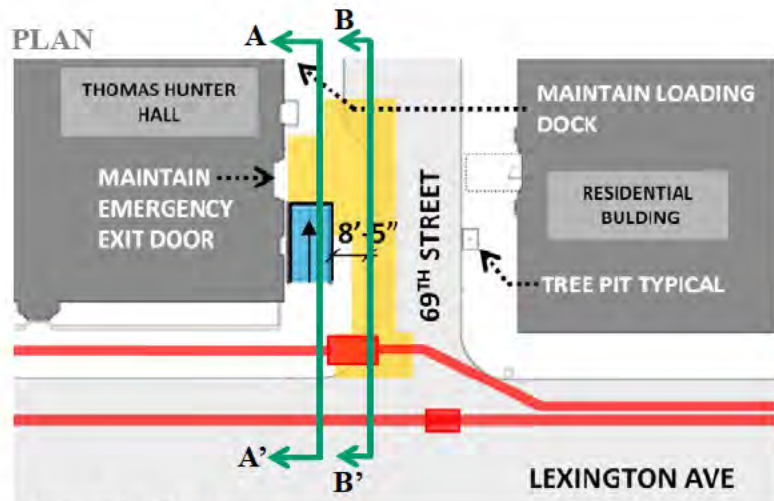 PLAN
A
B
THOMAS HUNTER
HALL
MAINTAIN LOADING
DOCK
MAINTAIN
EMERGENCY
EXIT DOOR
RESIDENTIAL
BULDING
8'-5"
69TH STREET
TREE PIT TYPICAL
A'
B'
LEXINGTON AVE